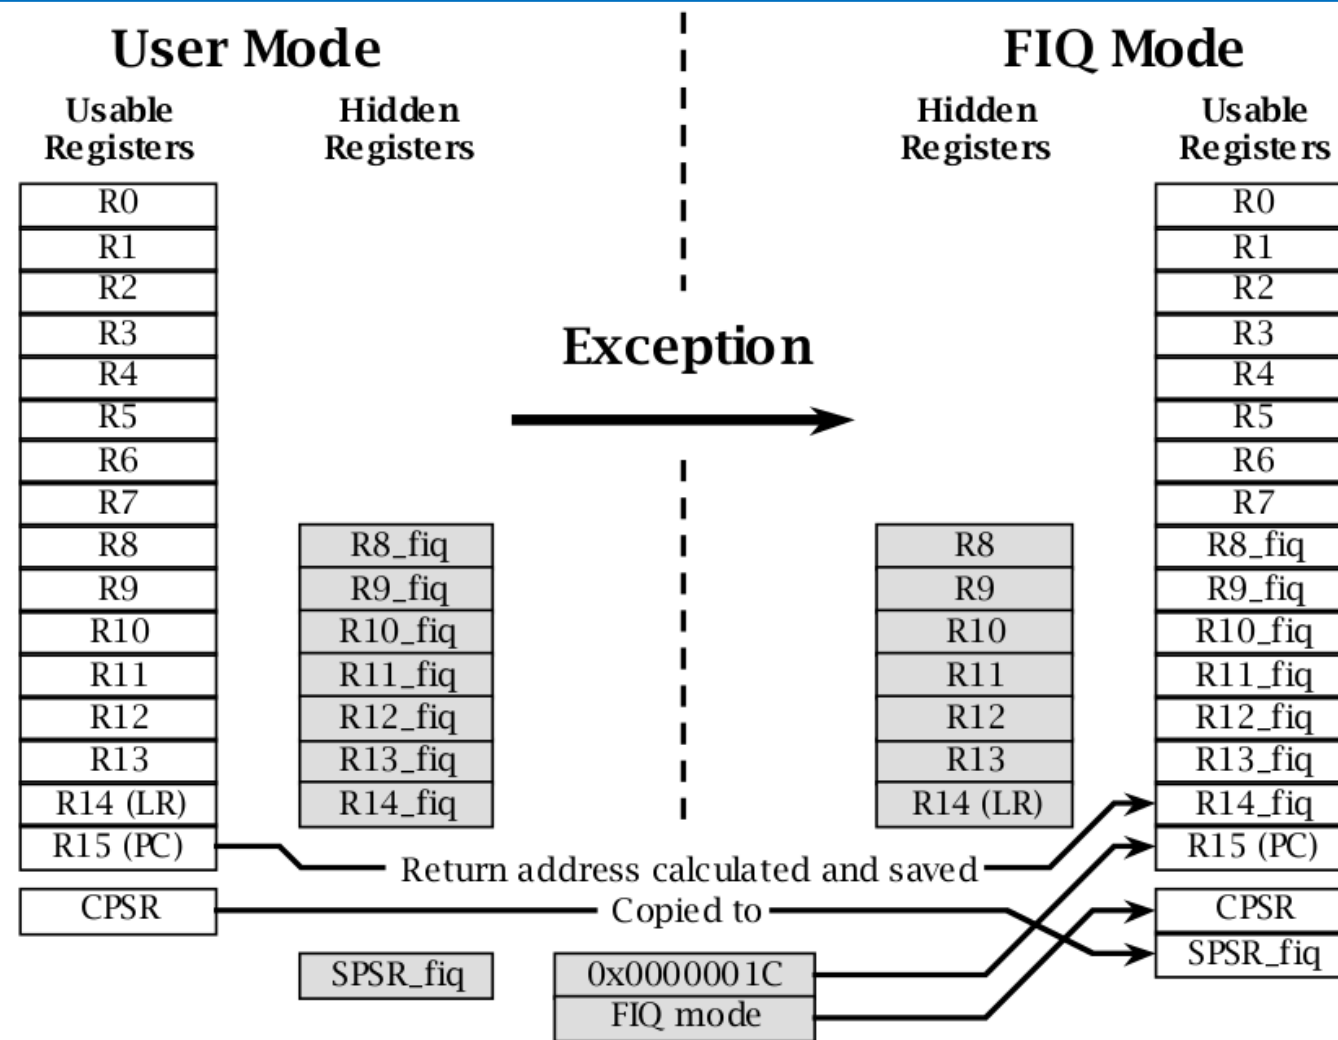 User Mode
FIQ Mode
Usable Registers
Hidden Registers
Hidden Registers
Usable Registers
R0
R1
R2
R3
R4
R5
R6
R7
R8
R9
R10
R11
R12
R13
R14 (LR)
R15 (PC)
CPSR
R8_fiq
R9_fiq
R10_fiq
R11_fiq
R12_fiq
R13_fiq
R14_fiq
SPSR_fiq
Exception
Return address calculated and saved
Copied to
0x0000001C
FIQ mode
R8
R9
R10
R11
R12
R13
R14 (LR)
R0
R1
R2
R3
R4
R5
R6
R7
R8_fiq
R9_fiq
R10_fiq
R11_fiq
R12_fiq
R13_fiq
R14_fiq
R15 (PC)
CPSR
SPSR_fiq